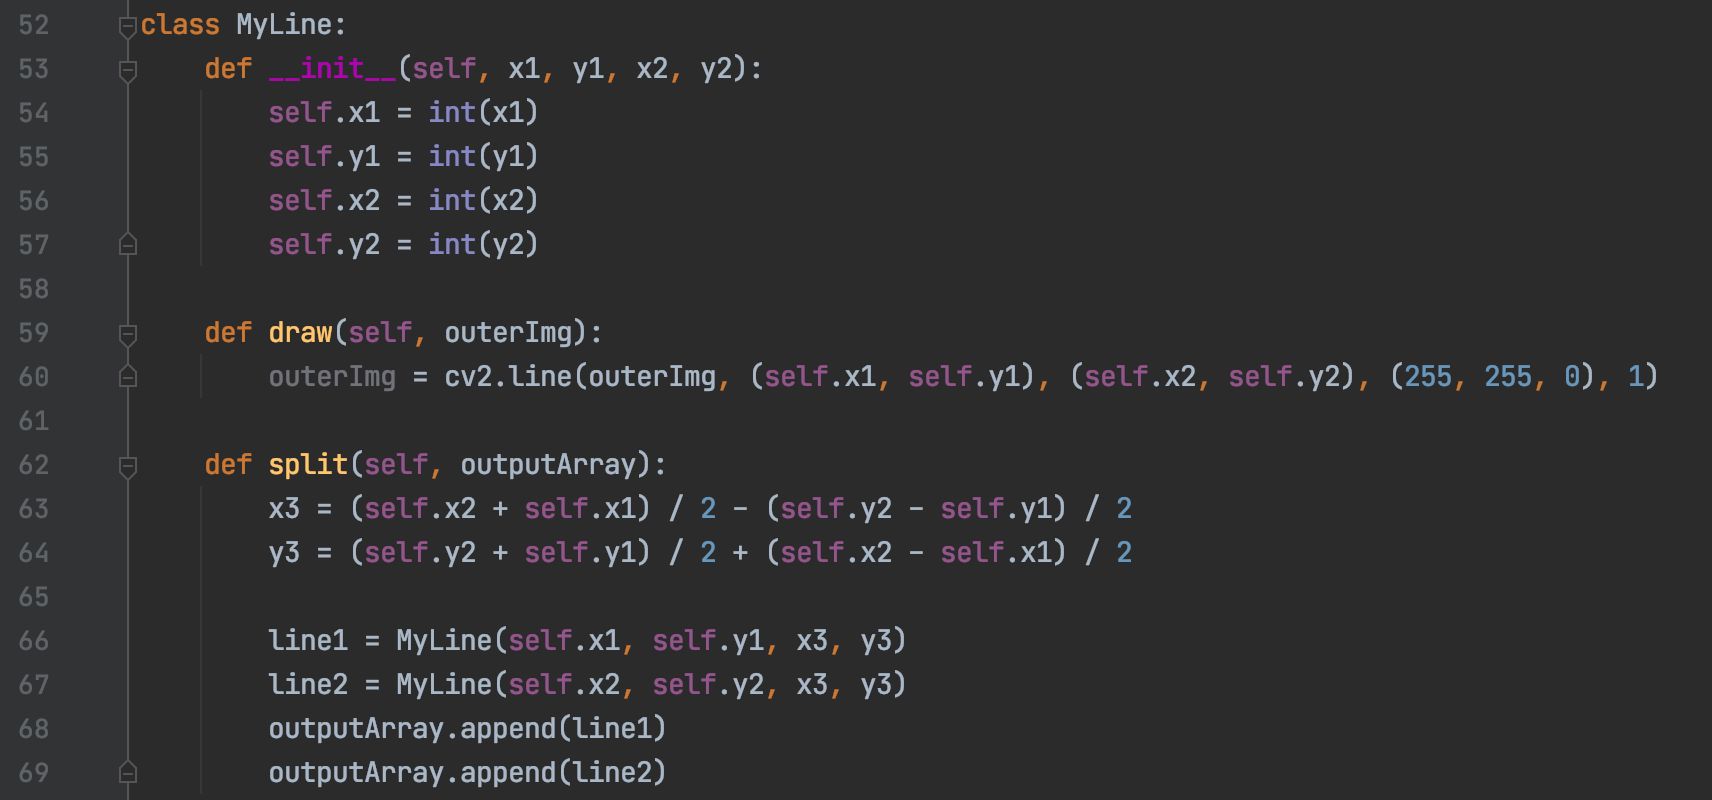 52 class MyLine:
53     def __init__(self, x1, y1, x2, y2):
54         self.x1 = int(x1)
55         self.y1 = int(y1)
56         self.x2 = int(x2)
57         self.y2 = int(y2)
58
59     def draw(self, outerImg):
60         outerImg = cv2.line(outerImg, (self.x1, self.y1), (self.x2, self.y2), (255, 255, 0), 1)
61
62     def split(self, outputArray):
63         x3 = (self.x2 + self.x1) / 2 - (self.y2 - self.y1) / 2
64         y3 = (self.y2 + self.y1) / 2 + (self.x2 - self.x1) / 2
65
66         line1 = MyLine(self.x1, self.y1, x3, y3)
67         line2 = MyLine(self.x2, self.y2, x3, y3)
68         outputArray.append(line1)
69         outputArray.append(line2)